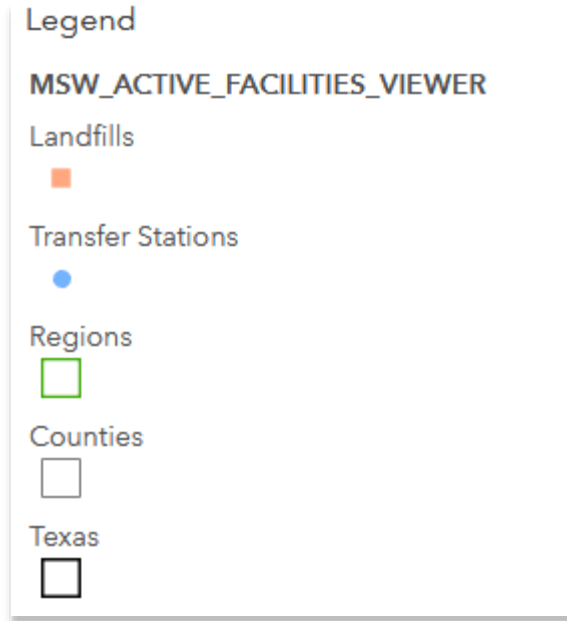 Legend
MSW_ACTIVE_FACILITIES_VIEWER
Landfills
Transfer Stations
Regions
Counties
Texas